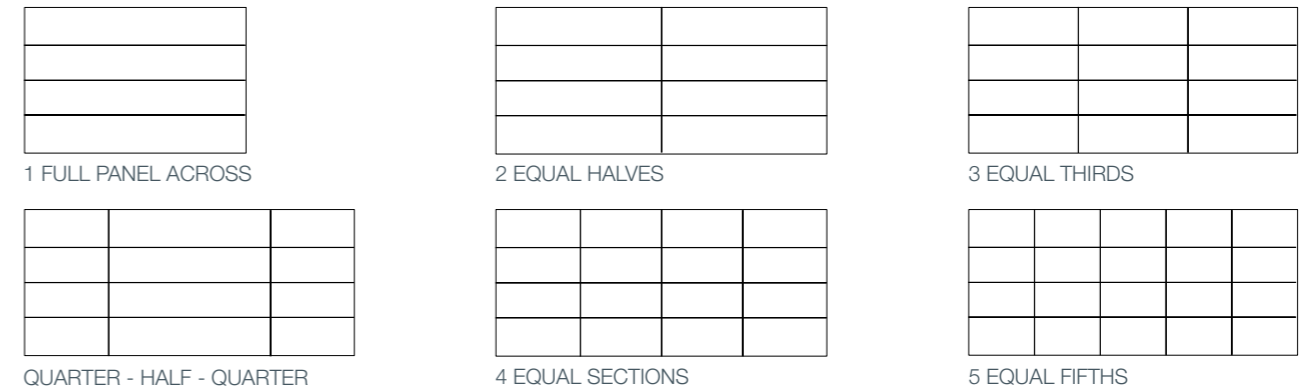 1 FULL PANEL ACROSS
2 EQUAL HALVES
3 EQUAL THIRDS
QUARTER - HALF - QUARTER
4 EQUAL SECTIONS
5 EQUAL FIFTHS